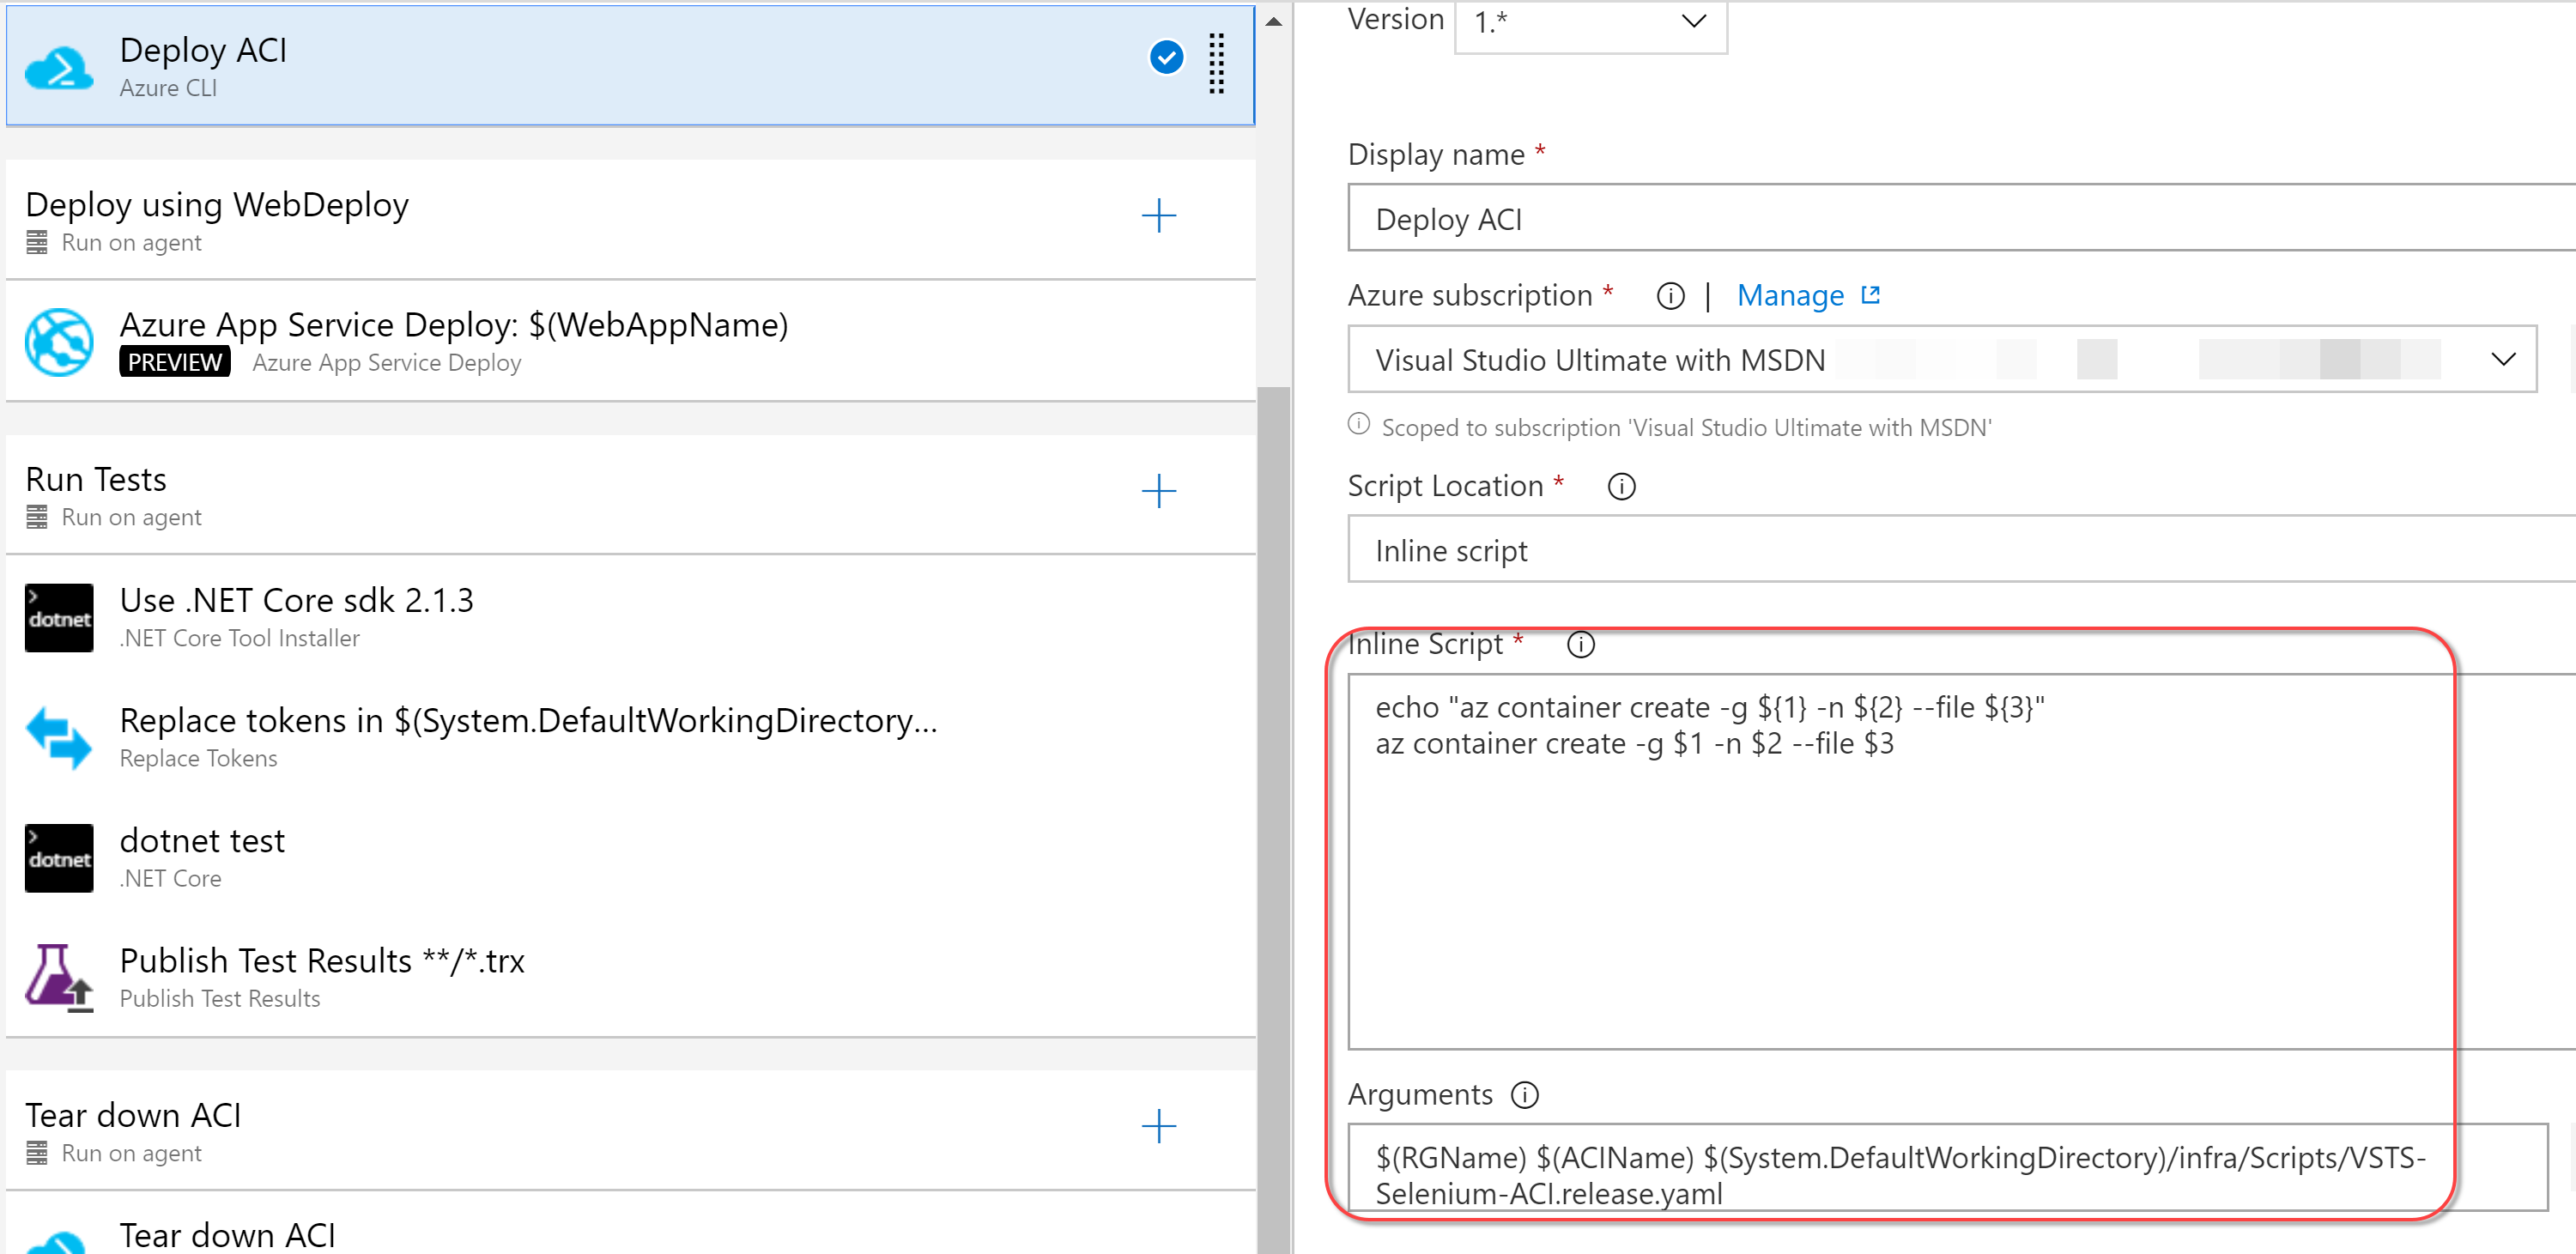 Deploy ACI
Azure CLI
Deploy using WebDeploy
Run on agent
Azure App Service Deploy: $(WebAppName)
PREVIEW Azure App Service Deploy
Run Tests
Run on agent
dotnet
Use .NET Core sdk 2.1.3
.NET Core Tool Installer
Replace tokens in $(System.DefaultWorkingDirectory...
Replace Tokens
dotnet
dotnet test
.NET Core
Publish Test Results **/*.trx
Publish Test Results
Tear down ACI
Run on agent
Tear down ACI
Version 1.*
Display name *
Deploy ACI
Azure subscription * | Manage
Visual Studio Ultimate with MSDN
Scoped to subscription 'Visual Studio Ultimate with MSDN'
Script Location *
Inline script
Inline Script *
echo "az container create -g ${1} -n ${2} --file ${3}"
az container create -g $1 -n $2 --file $3
Arguments
$(RGName) $(ACIName) $(System.DefaultWorkingDirectory)/infra/Scripts/VSTS-
Selenium-ACI.release.yaml